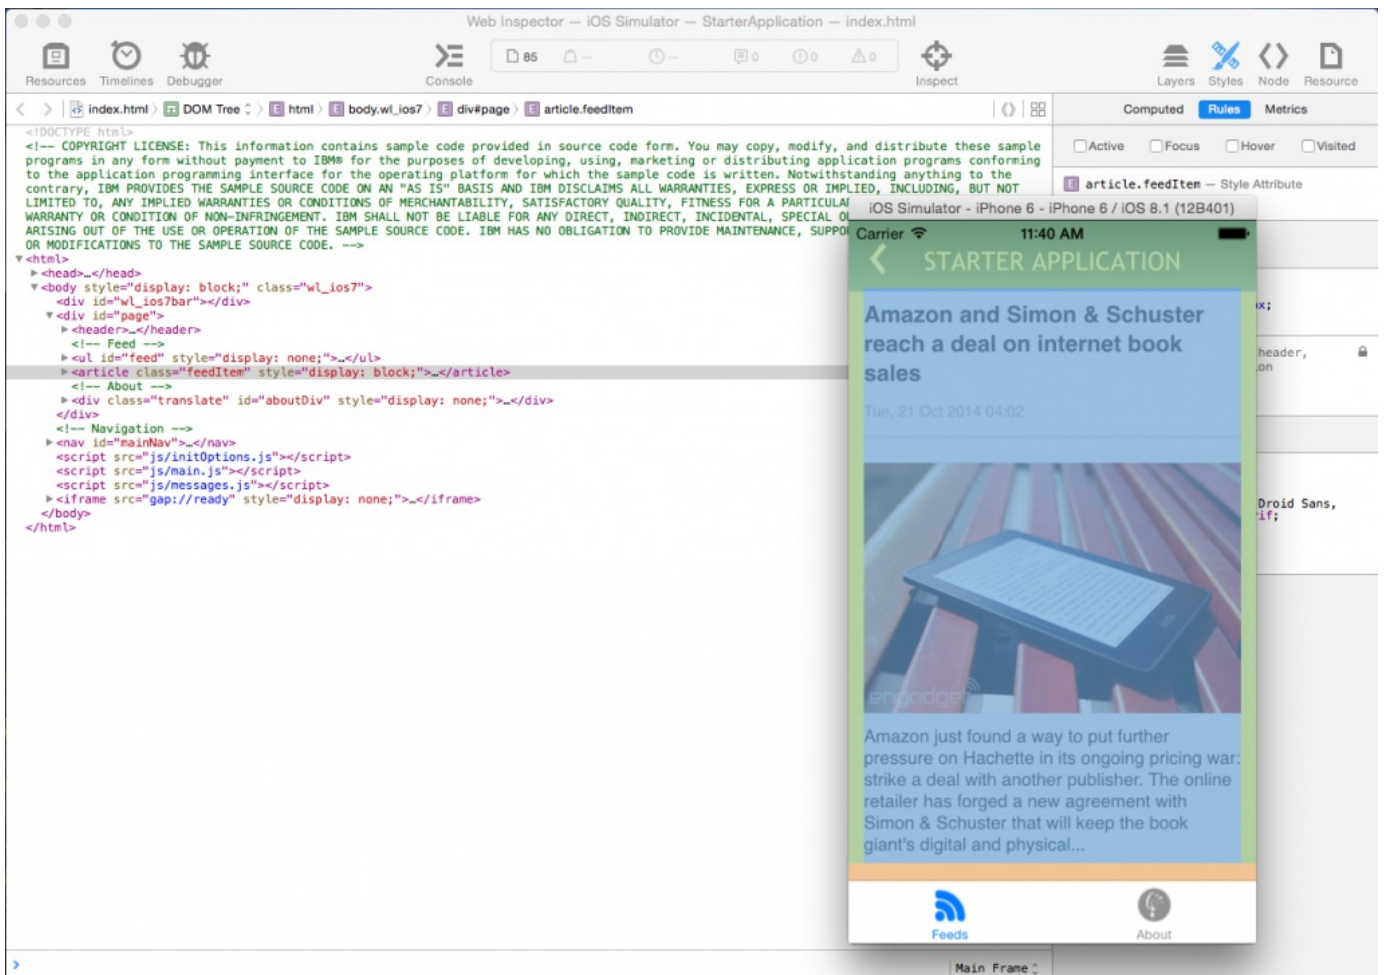 Web Inspector — iOS Simulator — StarterApplication — index.html
Resources Timelines Debugger
Console
85
0
0
0
Inspect
Layers Styles Node Resource
index.html
DOM Tree
E html
E body.wl_ios7
E div#page
E article.feedItem
Computed Rules Metrics
Active Focus Hover Visited
E article.feedItem — Style Attribute
<!DOCTYPE html>
<!-- COPYRIGHT LICENSE: This information contains sample code provided in source code form. You may copy, modify, and distribute these sample
programs in any form without payment to IBM® for the purposes of developing, using, marketing or distributing application programs conforming
to the application programming interface for the operating platform for which the sample code is written. Notwithstanding anything to the
contrary, IBM PROVIDES THE SAMPLE SOURCE CODE ON AN "AS IS" BASIS AND IBM DISCLAIMS ALL WARRANTIES, EXPRESS OR IMPLIED, INCLUDING, BUT NOT
LIMITED TO, ANY IMPLIED WARRANTIES OR CONDITIONS OF MERCHANTABILITY, SATISFACTORY QUALITY, FITNESS FOR A PARTICULA
WARRANTY OR CONDITION OF NON-INFRINGEMENT. IBM SHALL NOT BE LIABLE FOR ANY DIRECT, INDIRECT, INCIDENTAL, SPECIAL O
ARISING OUT OF THE USE OR OPERATION OF THE SAMPLE SOURCE CODE. IBM HAS NO OBLIGATION TO PROVIDE MAINTENANCE, SUPPO
OR MODIFICATIONS TO THE SAMPLE SOURCE CODE. -->
<html>
<head>…</head>
<body style="display: block;" class="wl_ios7">
<div id="wl_ios7bar"></div>
<div id="page">
<header>…</header>
<!-- Feed -->
<ul id="feed" style="display: none;">…</ul>
<article class="feedItem" style="display: block;">…</article>
<!-- About -->
<div class="translate" id="aboutDiv" style="display: none;">…</div>
</div>
<!-- Navigation -->
<nav id="mainNav">…</nav>
<script src="js/initOptions.js"></script>
<script src="js/main.js"></script>
<script src="js/messages.js"></script>
<iframe src="gap://ready" style="display: none;">…</iframe>
</body>
</html>
iOS Simulator - iPhone 6 - iPhone 6 / iOS 8.1 (12B401)
Carrier 11:40 AM
STARTER APPLICATION
Amazon and Simon & Schuster
reach a deal on internet book
sales
Tue, 21 Oct 2014 04:02
engadget
Amazon just found a way to put further
pressure on Hachette in its ongoing pricing war:
strike a deal with another publisher. The online
retailer has forged a new agreement with
Simon & Schuster that will keep the book
giant's digital and physical...
Feeds About
x;
header,
on
Droid Sans,
if;
Main Frame